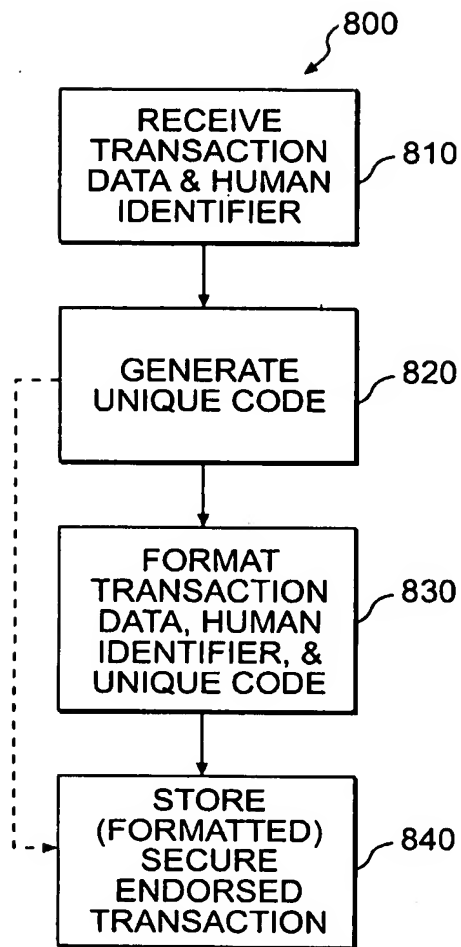 800
RECEIVE
TRANSACTION
DATA & HUMAN
IDENTIFIER
810
GENERATE
UNIQUE CODE
820
FORMAT
TRANSACTION
DATA, HUMAN
IDENTIFIER, &
UNIQUE CODE
830
STORE
(FORMATTED)
SECURE
ENDORSED
TRANSACTION
840